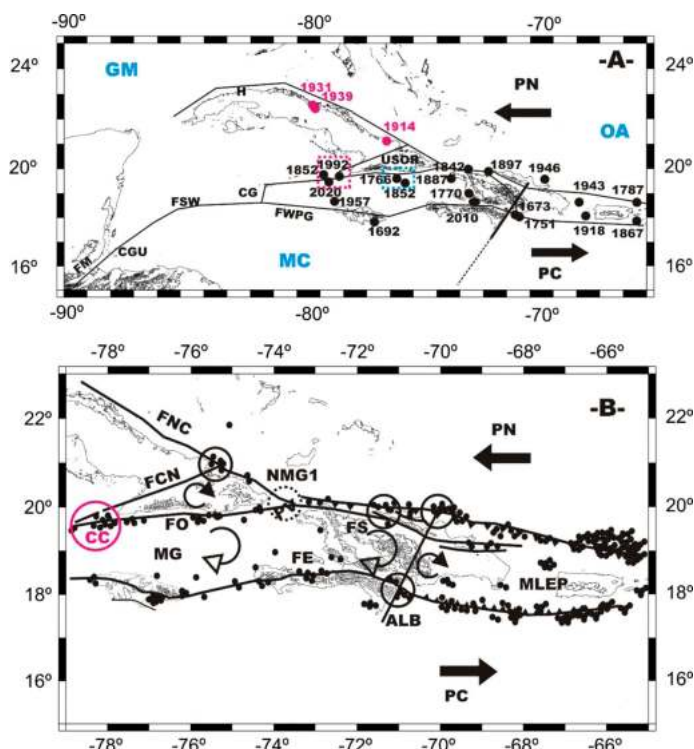 -90º -80º -70º
24º GM -A- 24º
1931
1939 PN
H
1914 OA
20º 1992 USOR 1842 1897 1946 20º
1852 1766 1887 1943 1787
CG 2020 1852 1770 1673
FSW 1957 FWPG 2010 1751 1918
1692 1867
CGU
16º FM MC PC 16º
-90º -80º -70º
-78º -76º -74º -72º -70º -68º -66º
-B-
22º FNC PN 22º
FCN NMG1
20º 20º
CC FO FS
MG FE MLEP
18º 18º
ALB
16º PC 16º
-78º -76º -74º -72º -70º -68º -66º